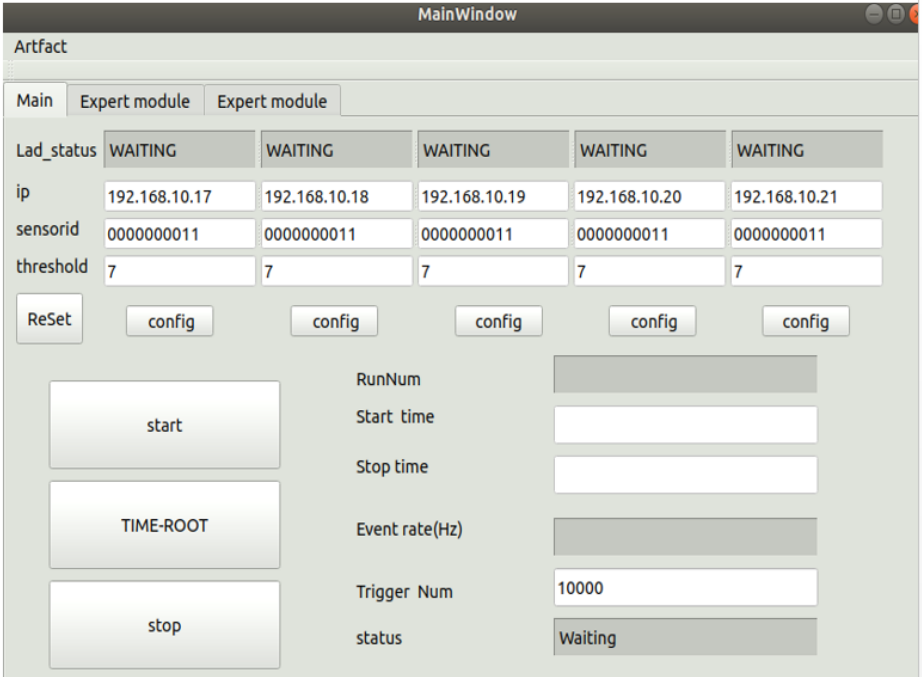 MainWindow
Artfact
Main Expert module Expert module
Lad_status WAITING WAITING WAITING WAITING WAITING
ip 192.168.10.17 192.168.10.18 192.168.10.19 192.168.10.20 192.168.10.21
sensorid 0000000011 0000000011 0000000011 0000000011 0000000011
threshold 7 7 7 7 7
ReSet config config config config config
start
TIME-ROOT
stop
RunNum
Start time
Stop time
Event rate(Hz)
Trigger Num 10000
status Waiting